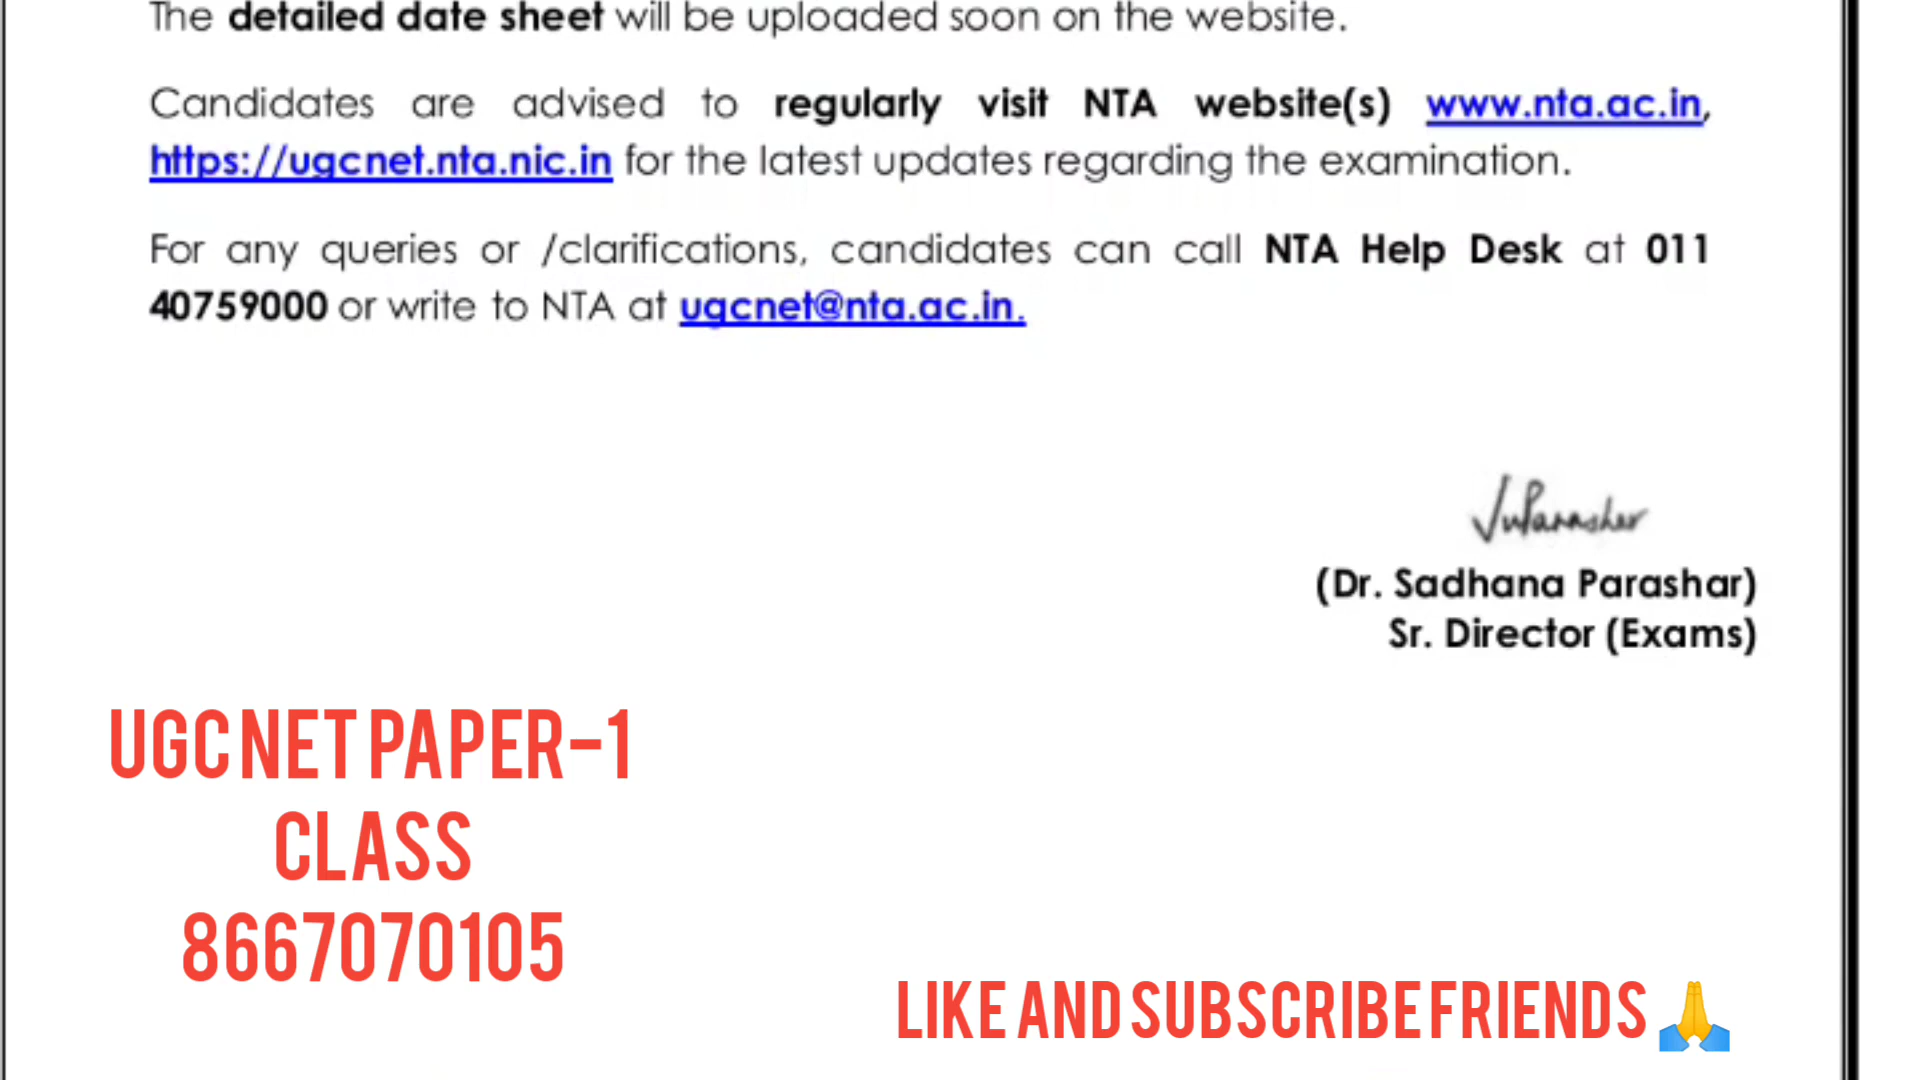 The detailed date sheet will be uploaded soon on the website.
Candidates are advised to regularly visit NTA website(s) www.nta.ac.in,
https://ugcnet.nta.nic.in for the latest updates regarding the examination.
For any queries or /clarifications, candidates can call NTA Help Desk at 011
40759000 or write to NTA at ugcnet@nta.ac.in.
(Dr. Sadhana Parashar)
Sr. Director (Exams)
UGC NET PAPER-1
CLASS
8667070105
LIKE AND SUBSCRIBE FRIENDS 🙏